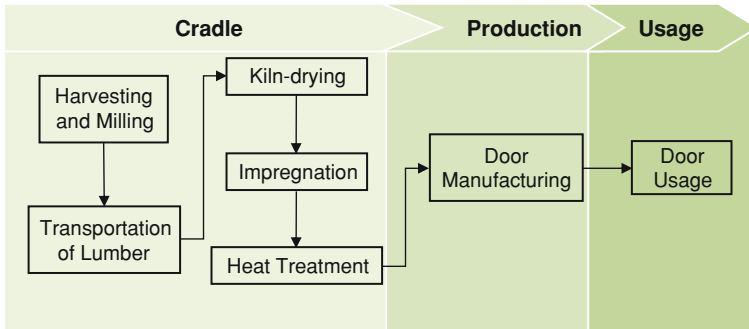 Cradle
Production
Usage
Harvesting
and Milling
Transportation
of Lumber
Kiln-drying
Impregnation
Heat Treatment
Door
Manufacturing
Door
Usage